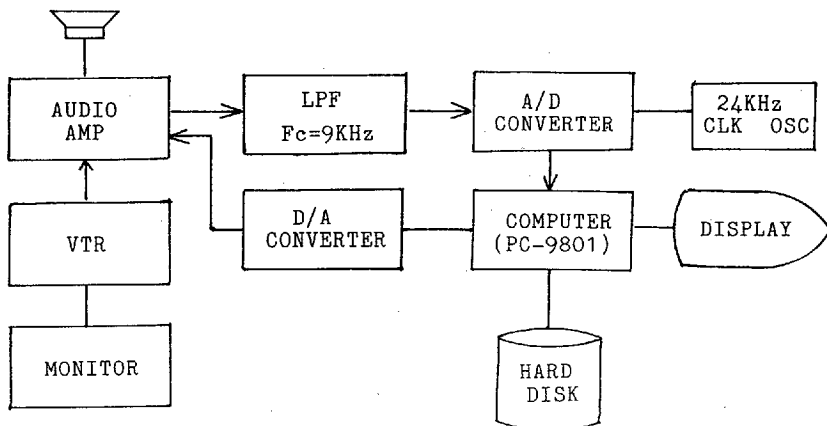 AUDIO
AMP
LPF
Fc=9KHz
A/D
CONVERTER
24KHz
CLK OSC
VTR
D/A
CONVERTER
COMPUTER
(PC-9801)
DISPLAY
MONITOR
HARD
DISK